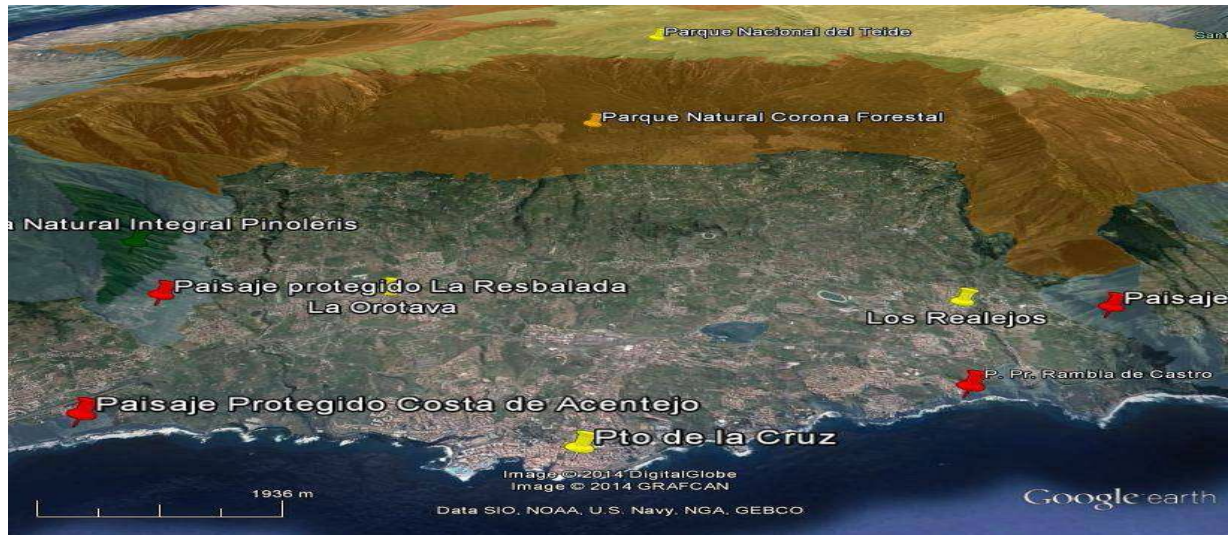 Parque Nacional del Teide
Sant
Parque Natural Corona Forestal
a Natural Integral Pinoleris
Paisaje protegido La Resbalada
La Orotava
Los Realejos
Paisaje
P. Pr. Rambla de Castro
Paisaje Protegido Costa de Acentejo
Pto de la Cruz
Image © 2014 DigitalGlobe
Image © 2014 GRAFCAN
1936 m
Data SIO, NOAA, U.S. Navy, NGA, GEBCO
Google earth